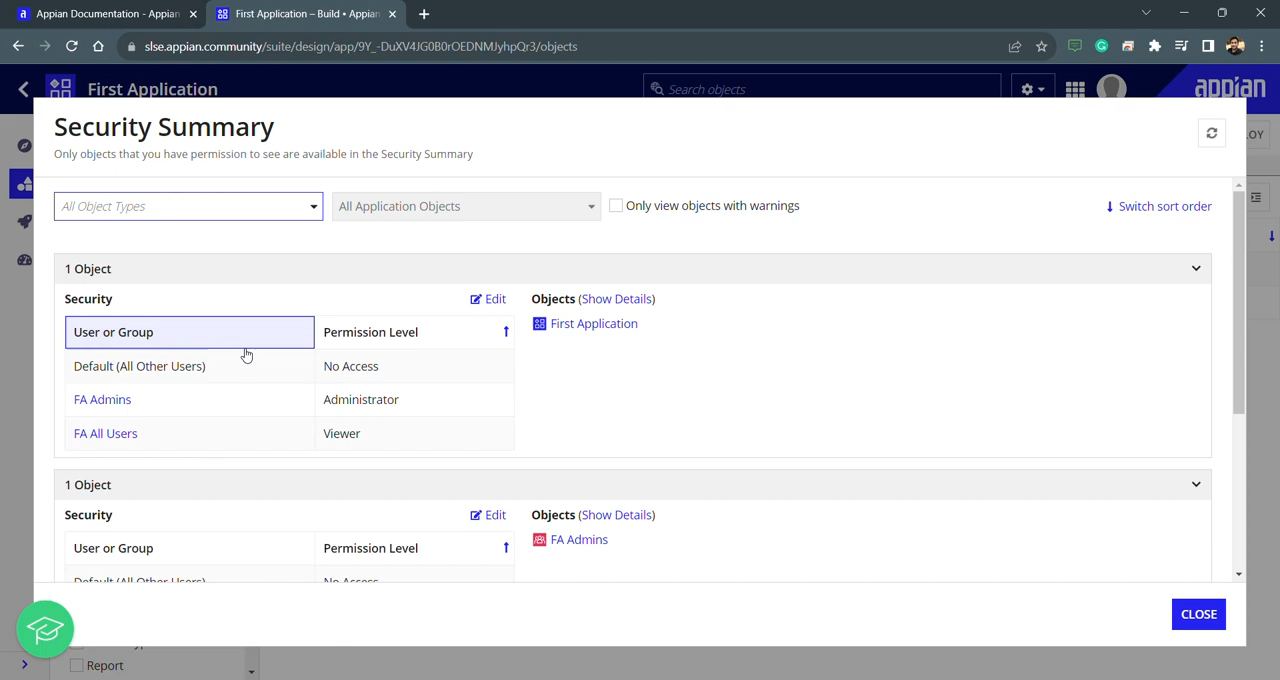 Appian Documentation - Appian
First Application – Build • Appian
slse.appian.community/suite/design/app/9Y_-DuXV4JG0B0rOEDNMJyhpQr3/objects
First Application
Search objects
appian
Security Summary
Only objects that you have permission to see are available in the Security Summary
OY
All Object Types
All Application Objects
Only view objects with warnings
Switch sort order
1 Object
Security
Edit
Objects (Show Details)
User or Group
Permission Level
First Application
Default (All Other Users)
No Access
FA Admins
Administrator
FA All Users
Viewer
1 Object
Security
Edit
Objects (Show Details)
User or Group
Permission Level
FA Admins
Default (All Other Users)
No Access
CLOSE
Report